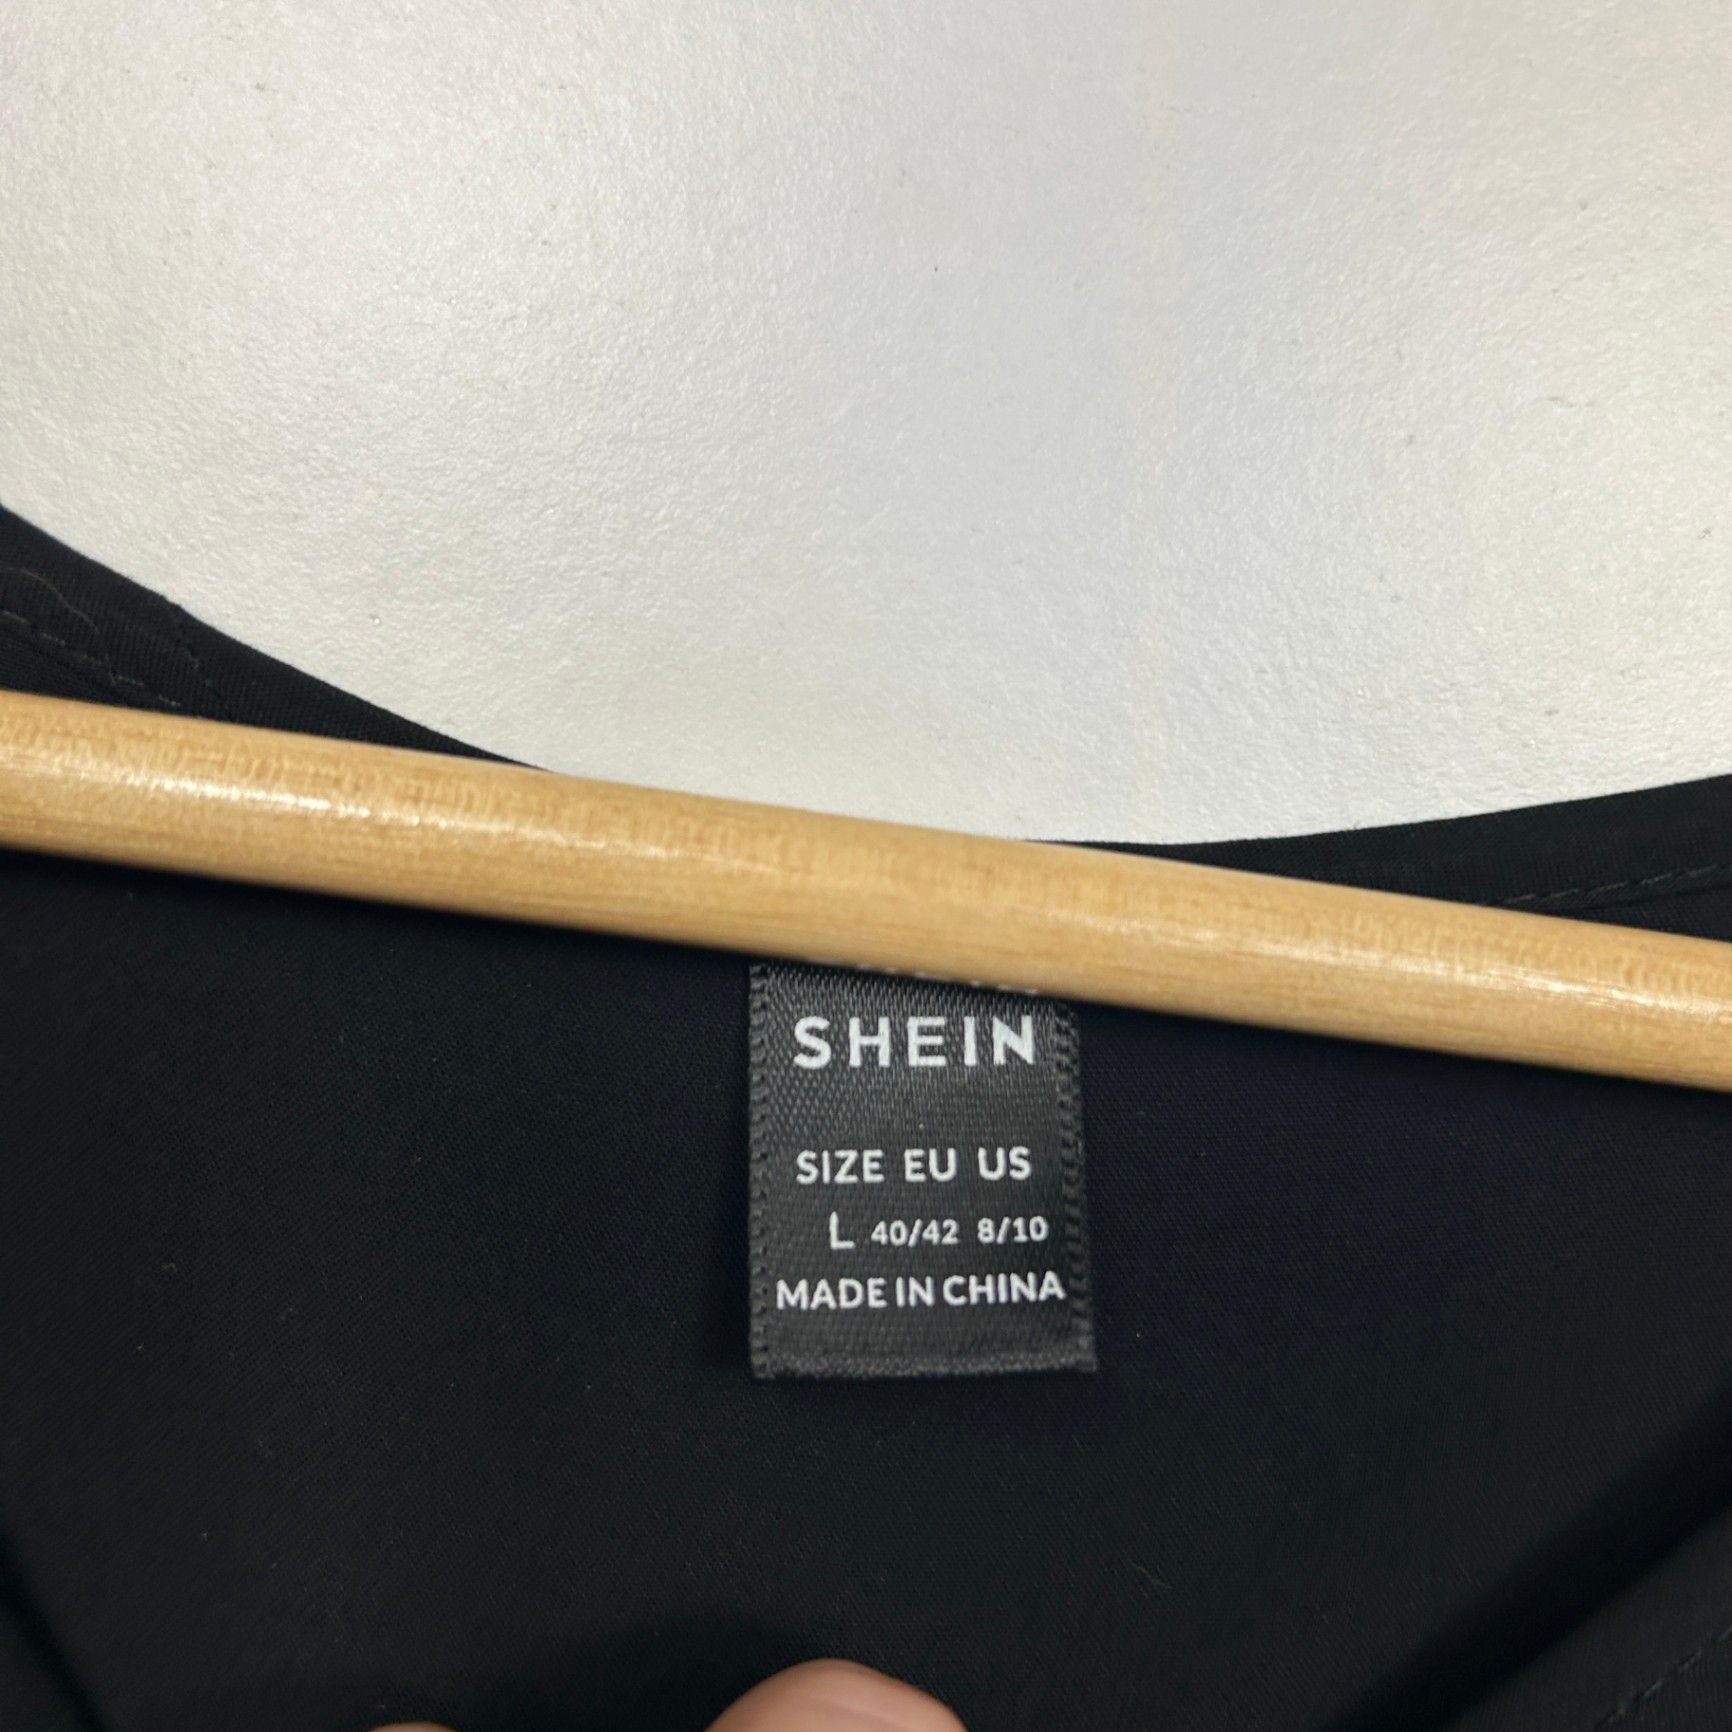 SHEIN
SIZE EU US
L 40/42 8/10
MADE IN CHINA